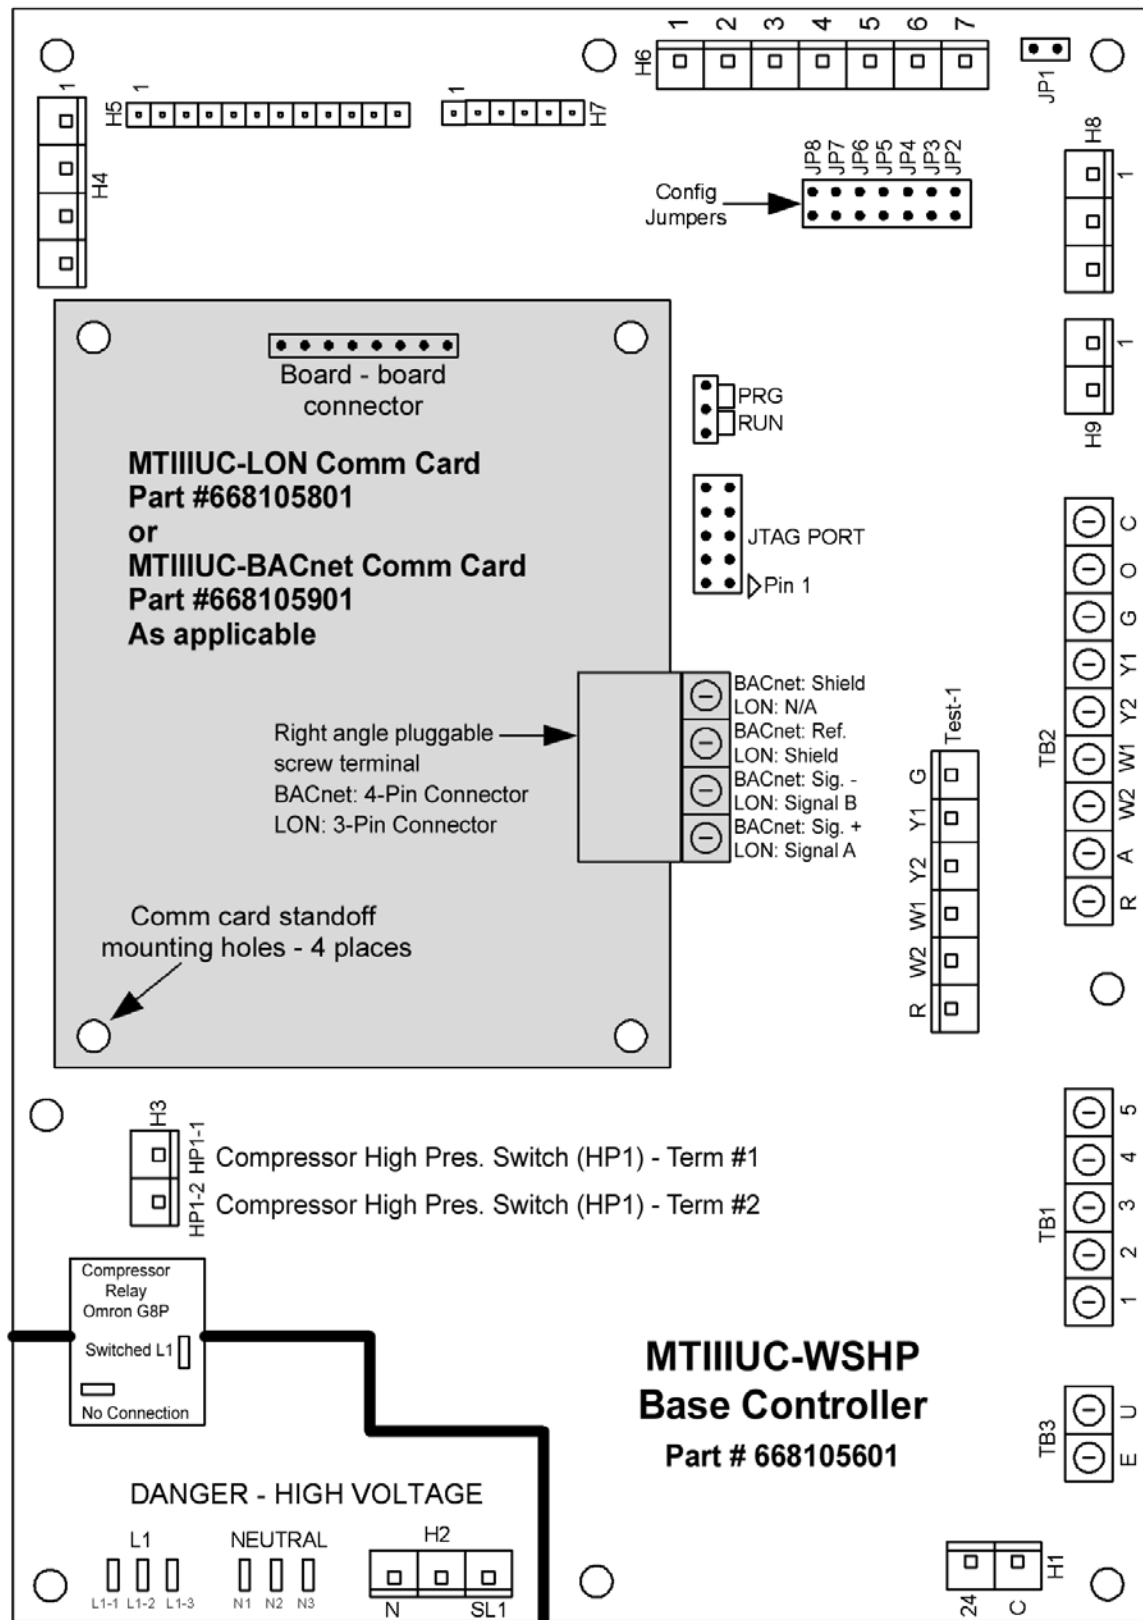 1 2 3 4 5 6 7
H6
JP1
1
H4
H5
1
1
H7
H8
1
JP8 JP7 JP6 JP5 JP4 JP3 JP2
Config
Jumpers
1
H9
Board - board
connector
PRG
RUN
MTIIIUC-LON Comm Card
Part #668105801
or
MTIIIUC-BACnet Comm Card
Part #668105901
As applicable
JTAG PORT
Pin 1
C
O
G
Y1
Y2
W1
W2
A
R
TB2
BACnet: Shield
LON: N/A
BACnet: Ref.
LON: Shield
BACnet: Sig. -
LON: Signal B
BACnet: Sig. +
LON: Signal A
Right angle pluggable
screw terminal
BACnet: 4-Pin Connector
LON: 3-Pin Connector
Test-1
G
Y1
Y2
W1
W2
R
Comm card standoff
mounting holes - 4 places
H3
HP1-1
Compressor High Pres. Switch (HP1) - Term #1
HP1-2
Compressor High Pres. Switch (HP1) - Term #2
5
4
3
2
1
TB1
Compressor
Relay
Omron G8P
Switched L1
No Connection
MTIIIUC-WSHP
Base Controller
Part # 668105601
U
E
TB3
DANGER - HIGH VOLTAGE
L1
L1-1 L1-2 L1-3
NEUTRAL
N1 N2 N3
H2
N SL1
H1
24 C